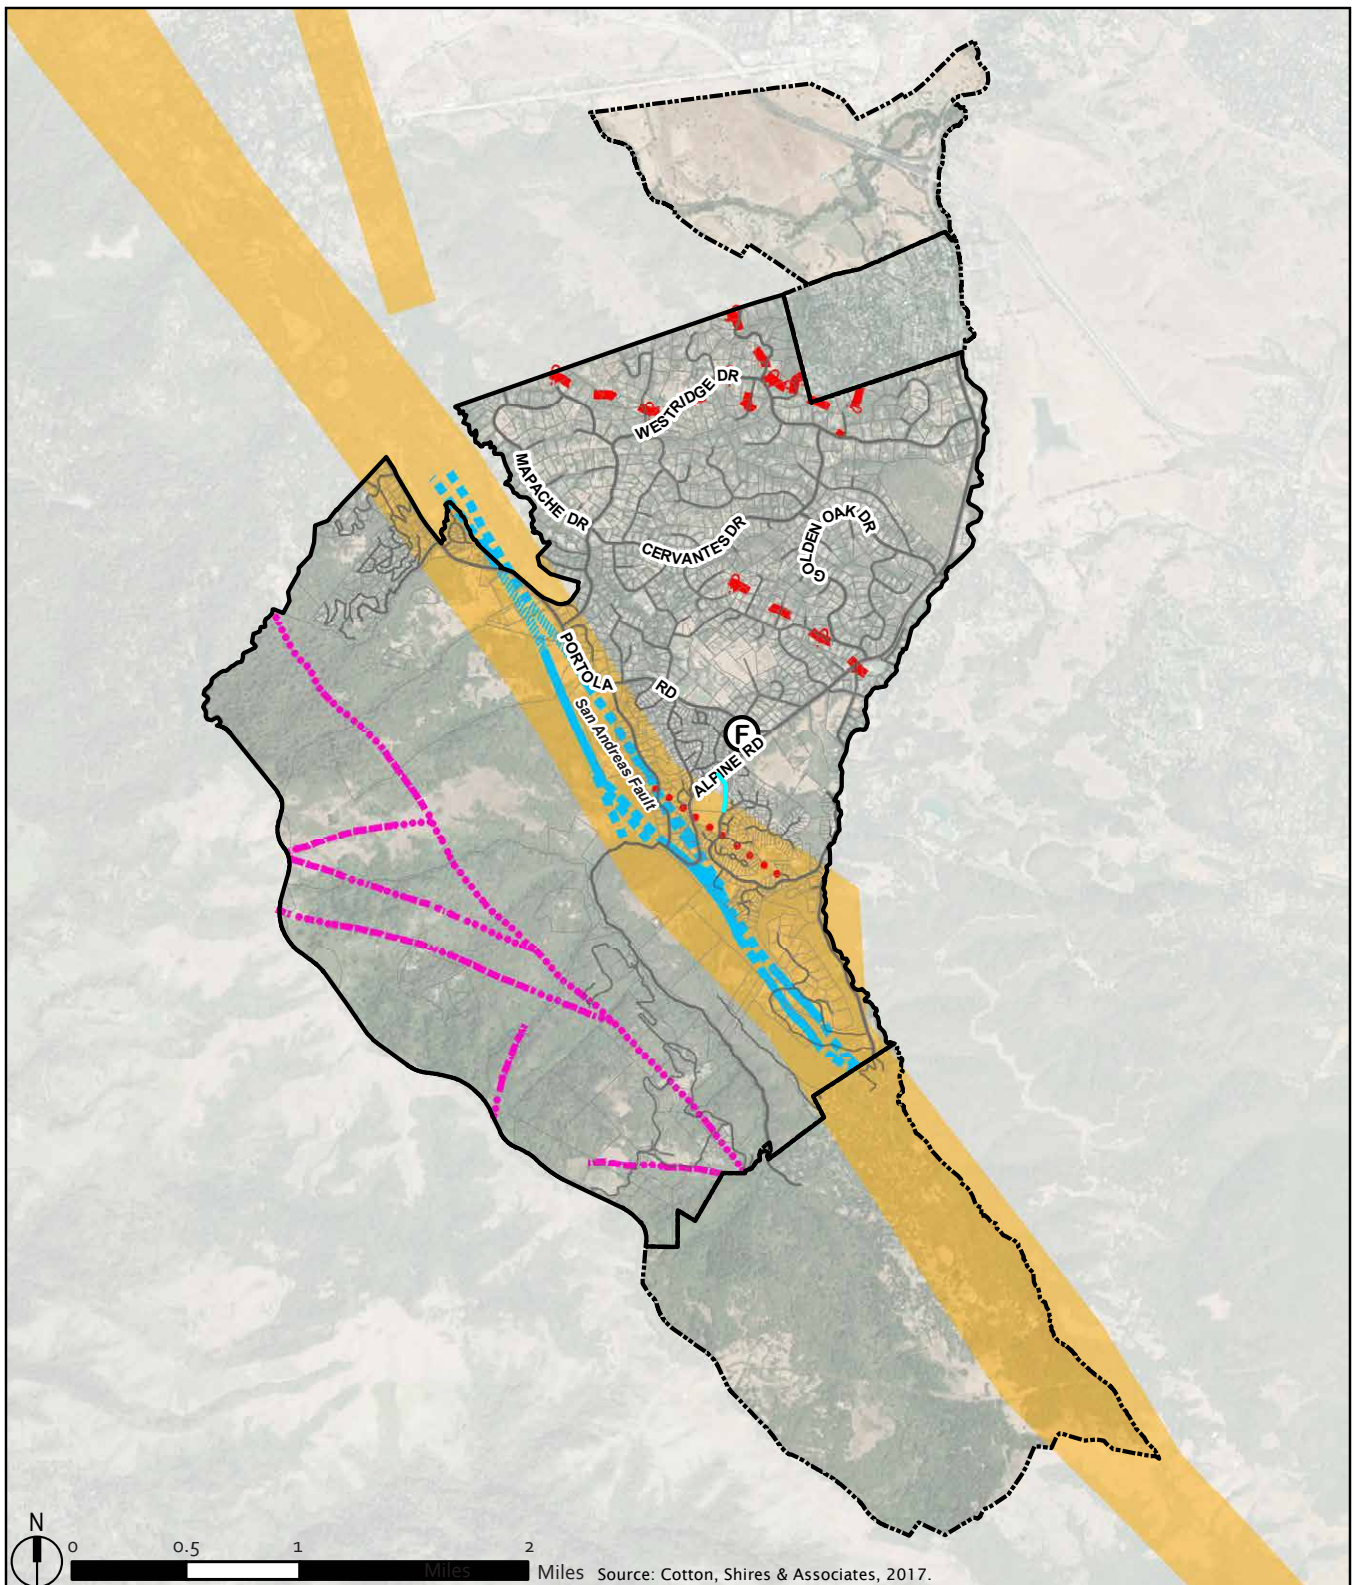 WESTRIDGE DR
MAPACHE DR
CERVANTES DR
GOLDEN OAK DR
PORTOLA
RD
San Andreas Fault
F
ALPINE RD
N
0 0.5 1 2
Miles
Miles
Source: Cotton, Shires & Associates, 2017.